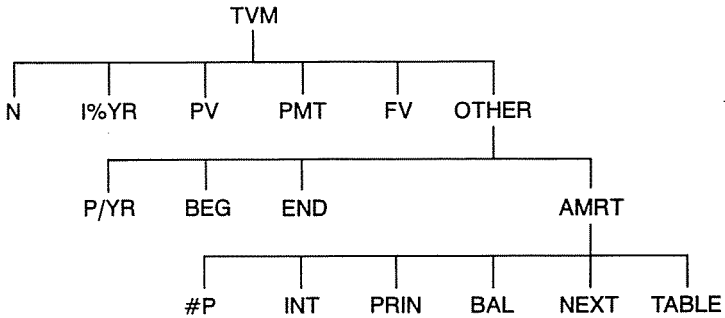 TVM
N I%YR PV PMT FV OTHER
P/YR BEG END AMRT
#P INT PRIN BAL NEXT TABLE